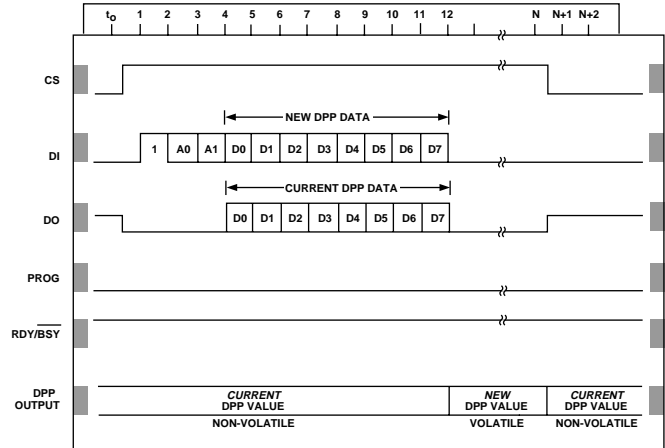 to 1 2 3 4 5 6 7 8 9 10 11 12 N N+1 N+2
CS
NEW DPP DATA
DI 1 A0 A1 D0 D1 D2 D3 D4 D5 D6 D7
CURRENT DPP DATA
DO D0 D1 D2 D3 D4 D5 D6 D7
PROG
RDY/BSY
DPP
OUTPUT
CURRENT
DPP VALUE
NON-VOLATILE
NEW
DPP VALUE
VOLATILE
CURRENT
DPP VALUE
NON-VOLATILE